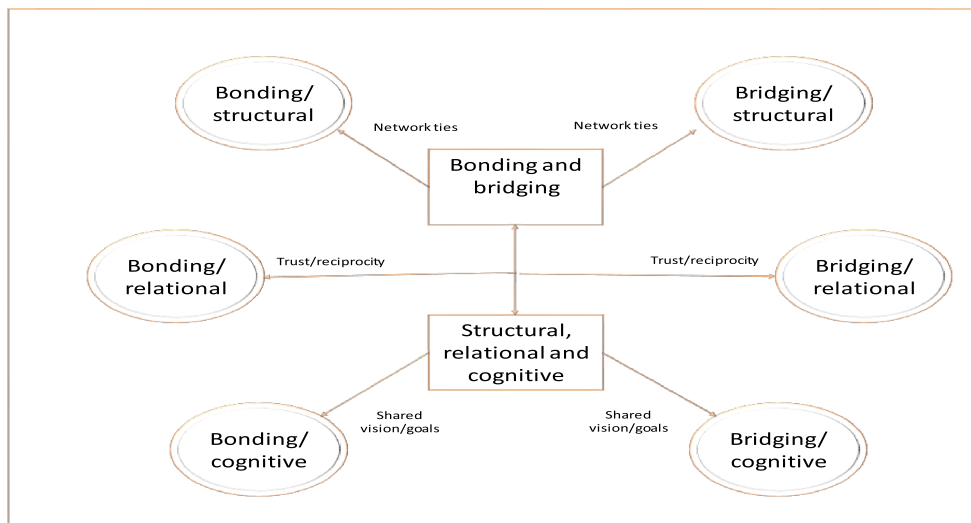 Bonding/
structural
Bridging/
structural
Network ties
Network ties
Bonding and
bridging
Bonding/
relational
Trust/reciprocity
Trust/reciprocity
Bridging/
relational
Structural,
relational and
cognitive
Shared
vision/goals
Shared
vision/goals
Bonding/
cognitive
Bridging/
cognitive